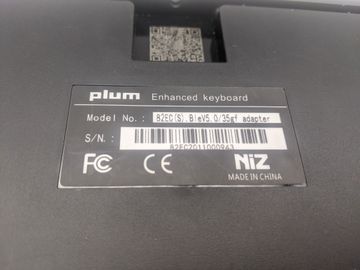 plum Enhanced keyboard
Model No.: 82EC(S).BleV5.0/35gf adapter
S/N.:
82EC2011000963
FC CE NiZ
MADE IN CHINA